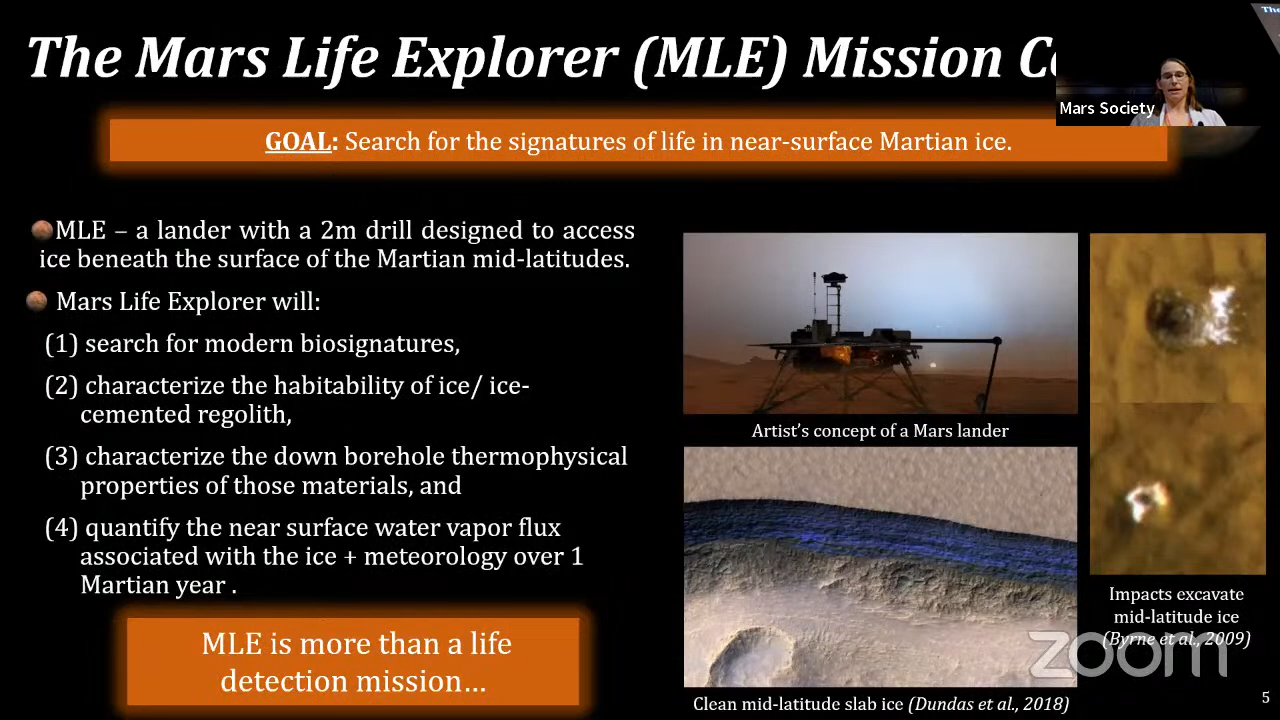 The Mars Life Explorer (MLE) Mission
Mars Society
GOAL: Search for the signatures of life in near-surface Martian ice.
MLE – a lander with a 2m drill designed to access
ice beneath the surface of the Martian mid-latitudes.
Mars Life Explorer will:
(1) search for modern biosignatures,
(2) characterize the habitability of ice/ ice-
cemented regolith,
(3) characterize the down borehole thermophysical
properties of those materials, and
(4) quantify the near surface water vapor flux
associated with the ice + meteorology over 1
Martian year .
MLE is more than a life
detection mission...
Artist's concept of a Mars lander
Clean mid-latitude slab ice (Dundas et al., 2018)
Impacts excavate
mid-latitude ice
(Byrne et al., 2009)
zoom
5